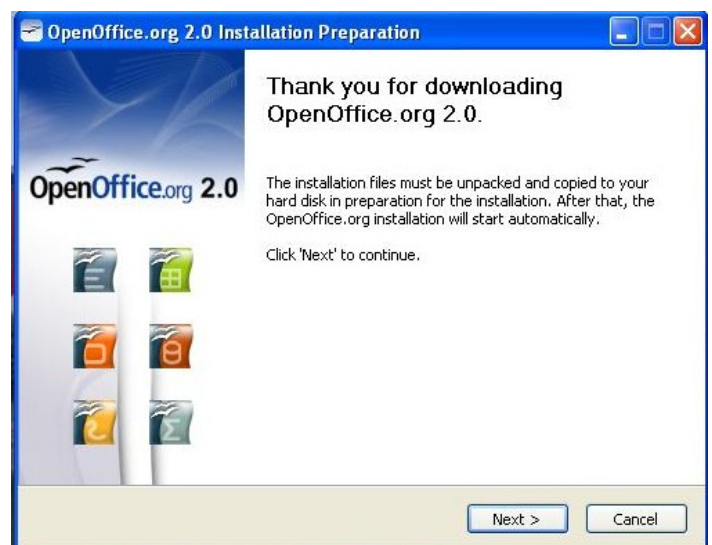 OpenOffice.org 2.0 Installation Preparation
Thank you for downloading
OpenOffice.org 2.0.
OpenOffice.org 2.0
The installation files must be unpacked and copied to your
hard disk in preparation for the installation. After that, the
OpenOffice.org installation will start automatically.
Click 'Next' to continue.
Next >
Cancel